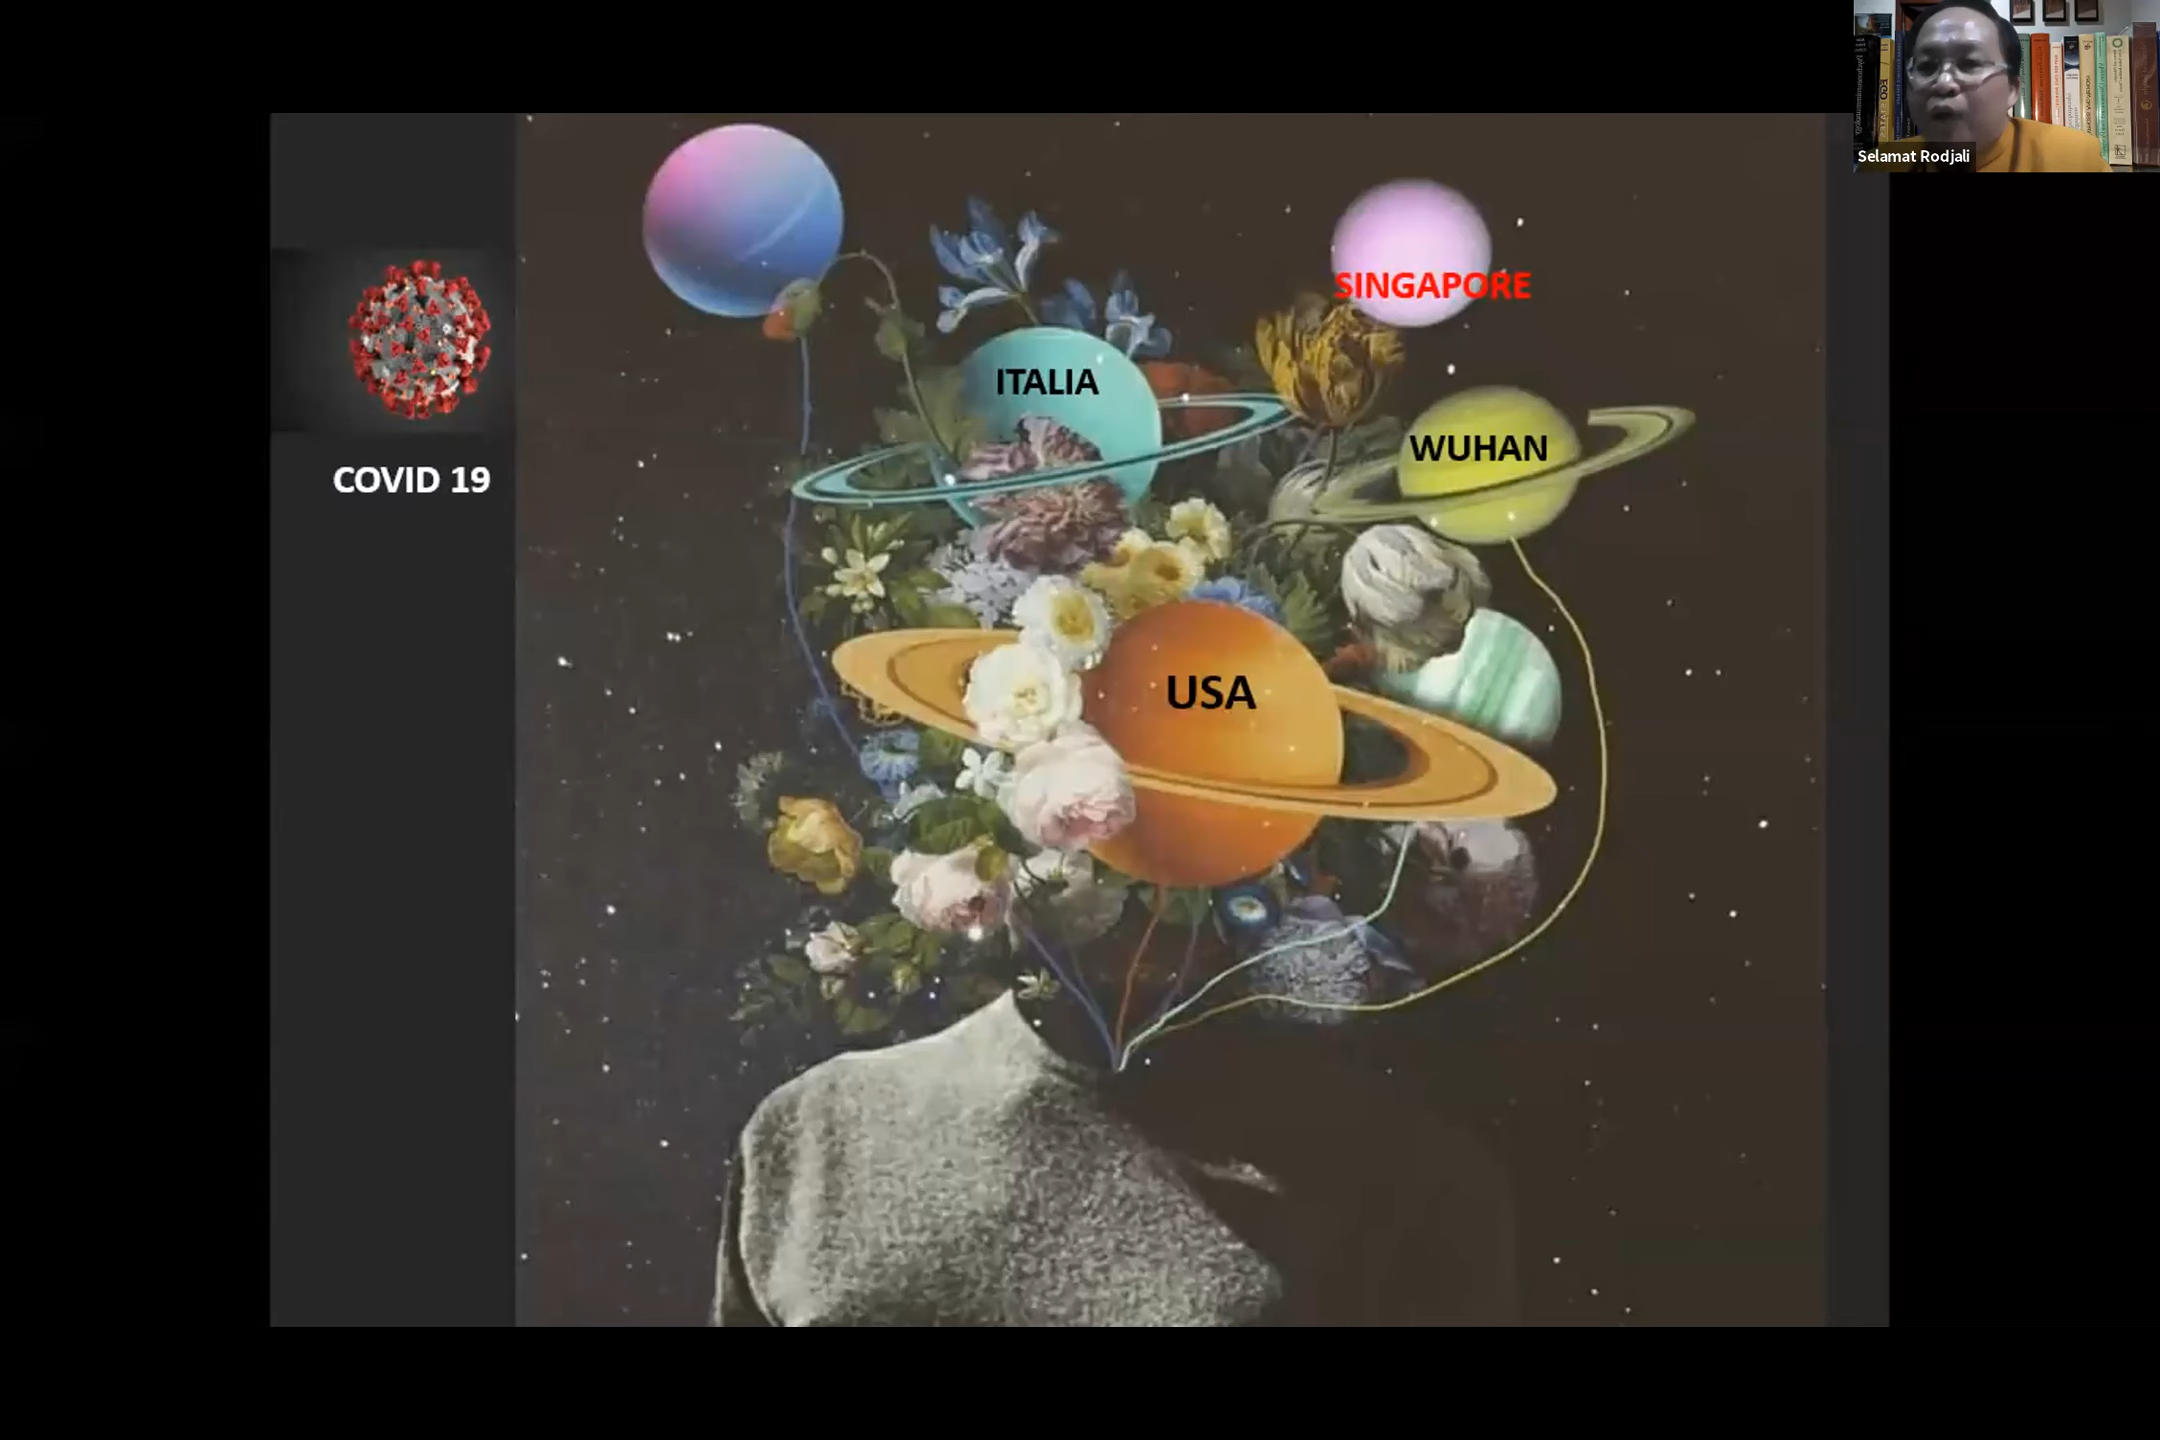 Selamat Rodjali
SINGAPORE
ITALIA
WUHAN
COVID 19
USA